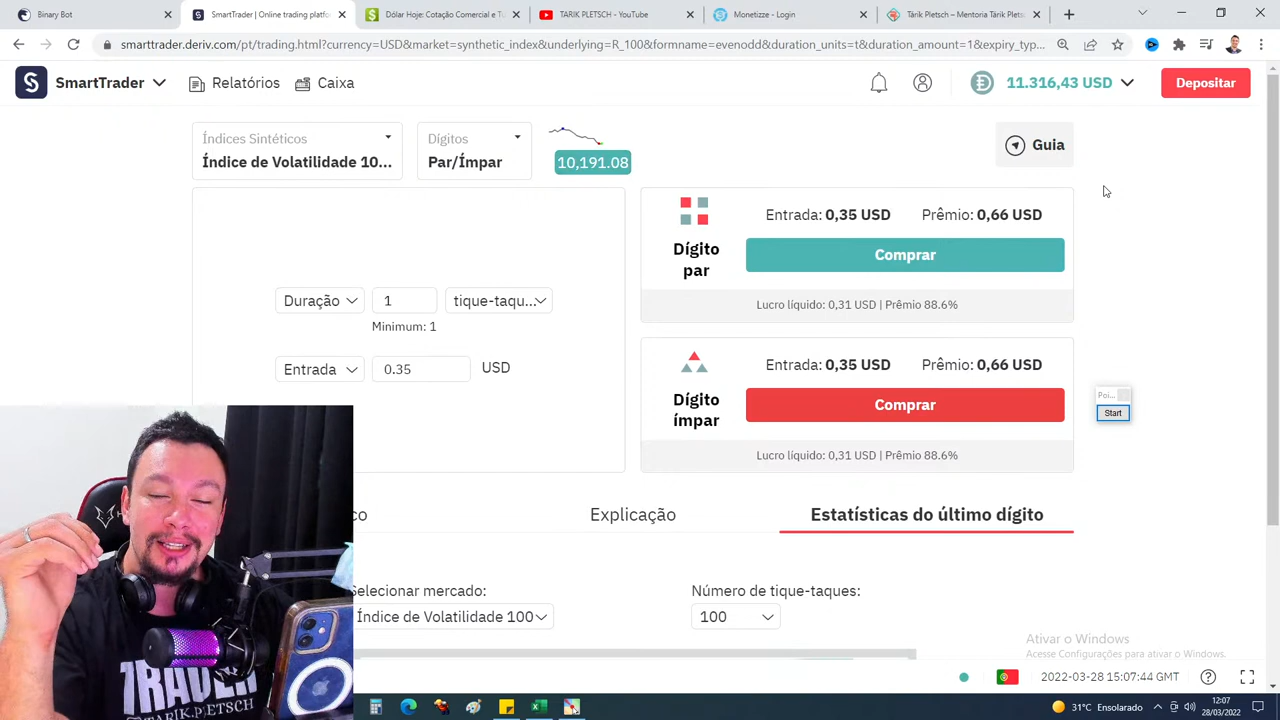 Binary Bot
SmartTrader | Online trading platfo
Dólar Hoje: Cotação Comercial e T
TARIK PLETSCH - YouTube
Monetizze - Login
Tárik Pletsch – Mentoria Tárik Plets
smarttrader.deriv.com/pt/trading.html?currency=USD&market=synthetic_index&underlying=R_100&formname=evenodd&duration_units=t&duration_amount=1&expiry_typ...
SmartTrader
Relatórios
Caixa
11.316,43 USD
Depositar
Índices Sintéticos
Índice de Volatilidade 10...
Dígitos
Par/Ímpar
10,191.08
Guia
Duração
1
tique-taqu...
Minimum: 1
Entrada
0.35
USD
Entrada: 0,35 USD
Prêmio: 0,66 USD
Dígito
par
Comprar
Lucro líquido: 0,31 USD | Prêmio 88.6%
Entrada: 0,35 USD
Prêmio: 0,66 USD
Dígito
ímpar
Comprar
Lucro líquido: 0,31 USD | Prêmio 88.6%
Poi...
Start
co
Explicação
Estatísticas do último dígito
Selecionar mercado:
Índice de Volatilidade 100
Número de tique-taques:
100
Ativar o Windows
Acesse Configurações para ativar o Windows.
2022-03-28 15:07:44 GMT
TRADER
TARIK.PLETSCH
31°C Ensolarado
12:07
28/03/2022